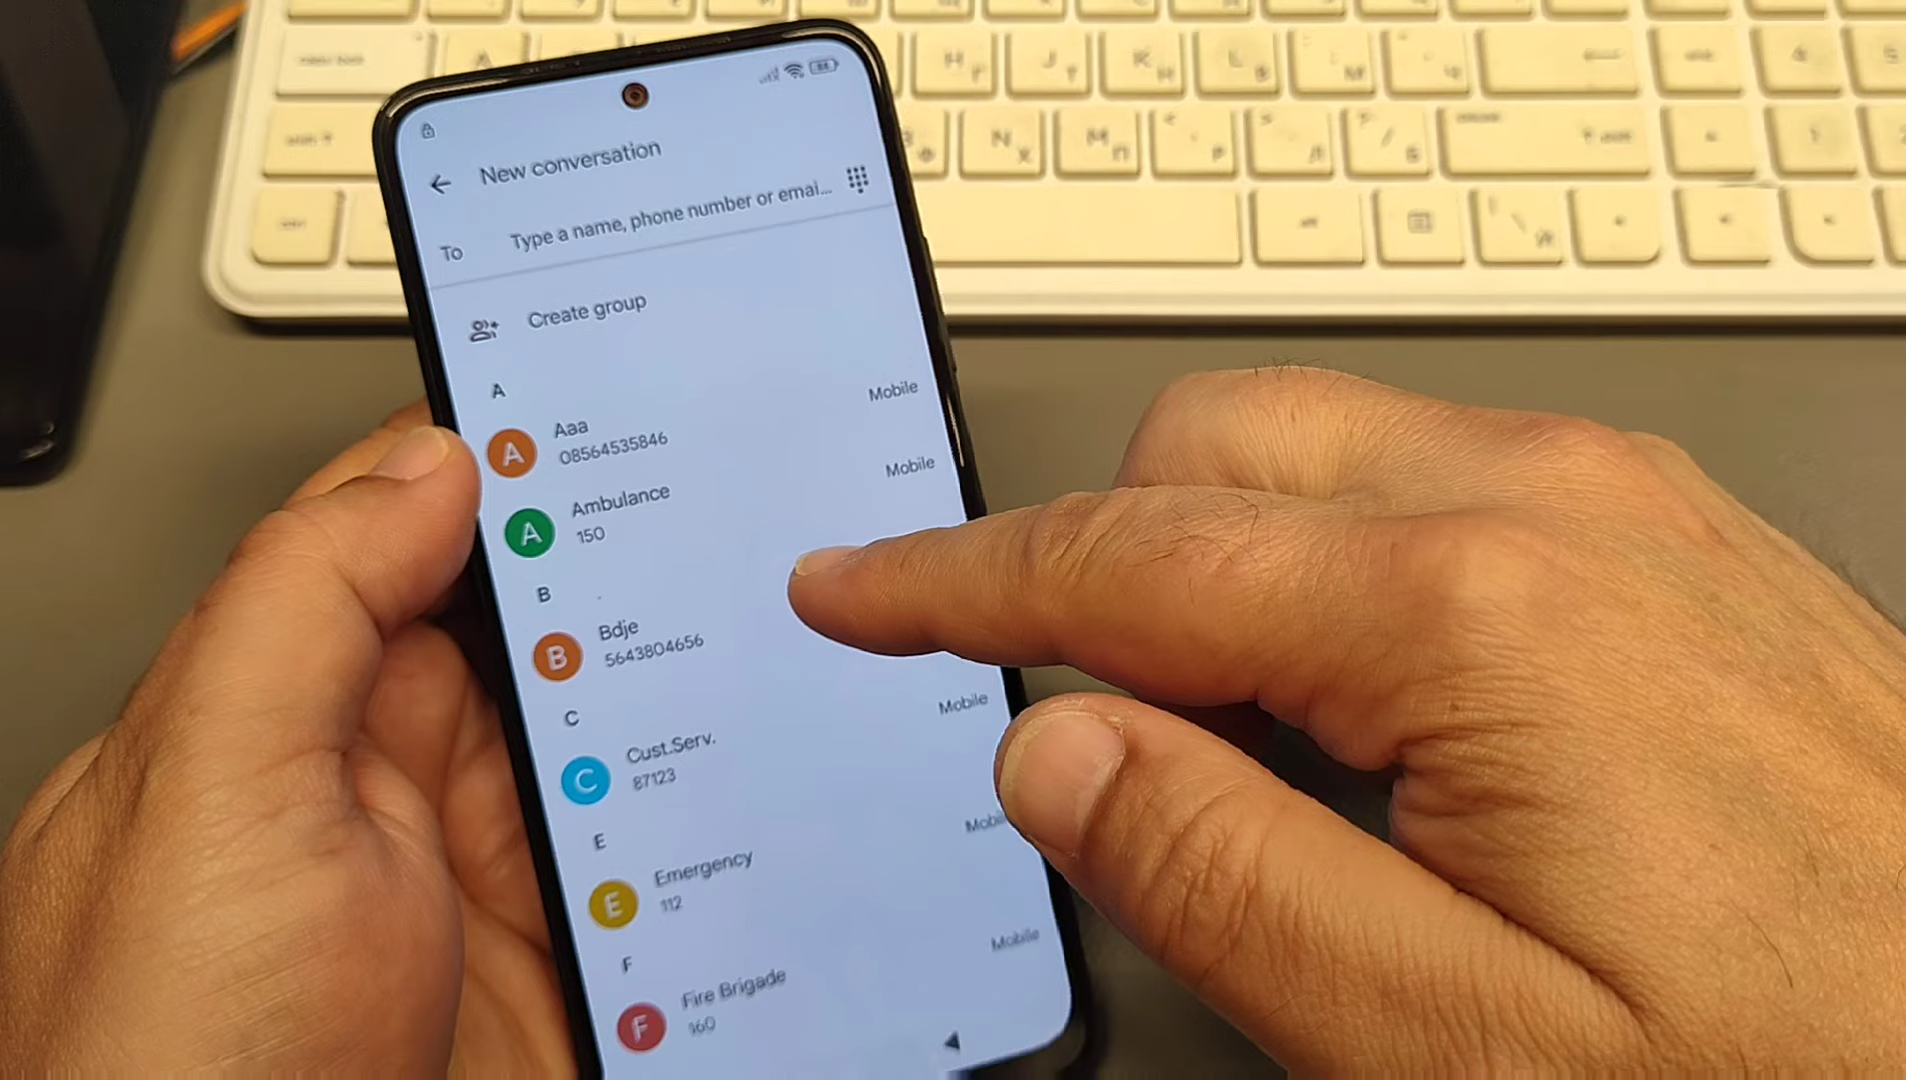 New conversation
To Type a name, phone number or emai...
Create group
A
A Aaa Mobile
08564535846
A Ambulance Mobile
150
B
B Bdje
5643804656
C
C Cust.Serv. Mobile
87123
E
E Emergency
112
F
F Fire Brigade Mobile
160